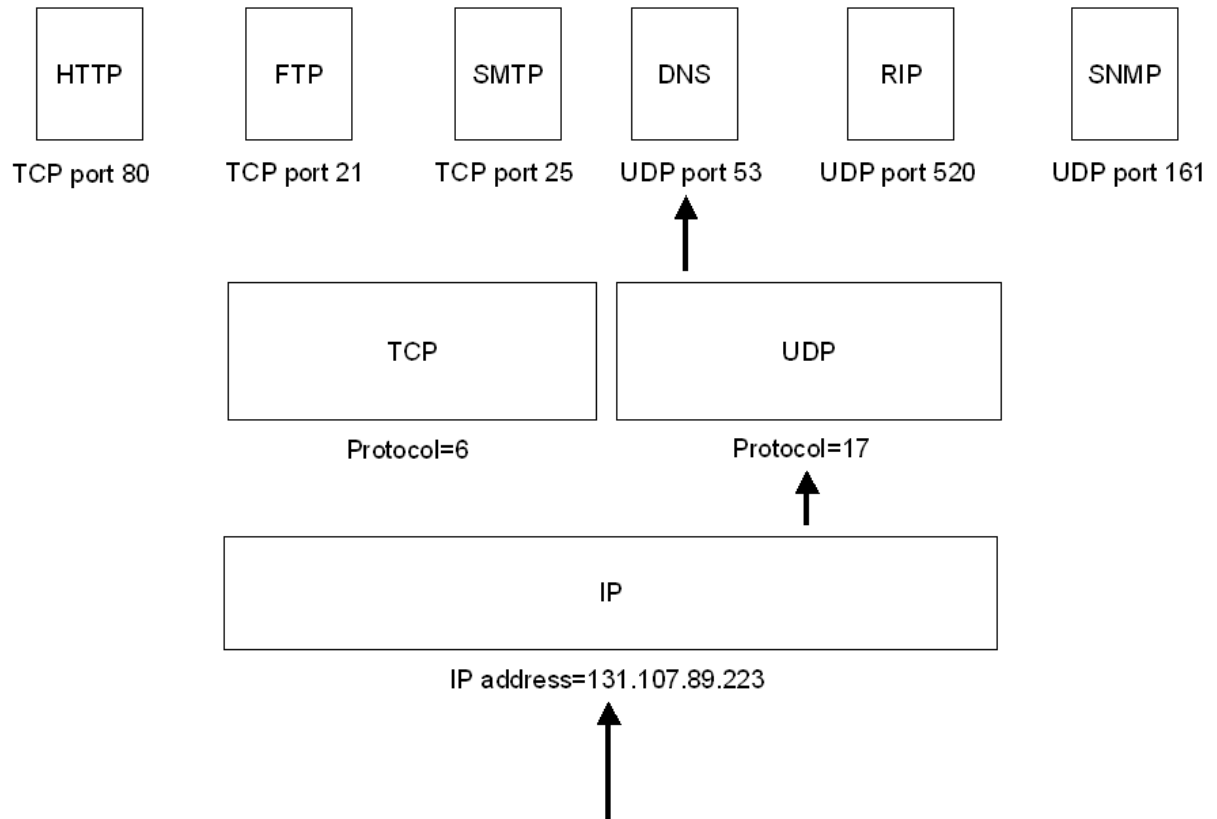 HTTP FTP SMTP DNS RIP SNMP
TCP port 80 TCP port 21 TCP port 25 UDP port 53 UDP port 520 UDP port 161
TCP UDP
Protocol=6 Protocol=17
IP
IP address=131.107.89.223